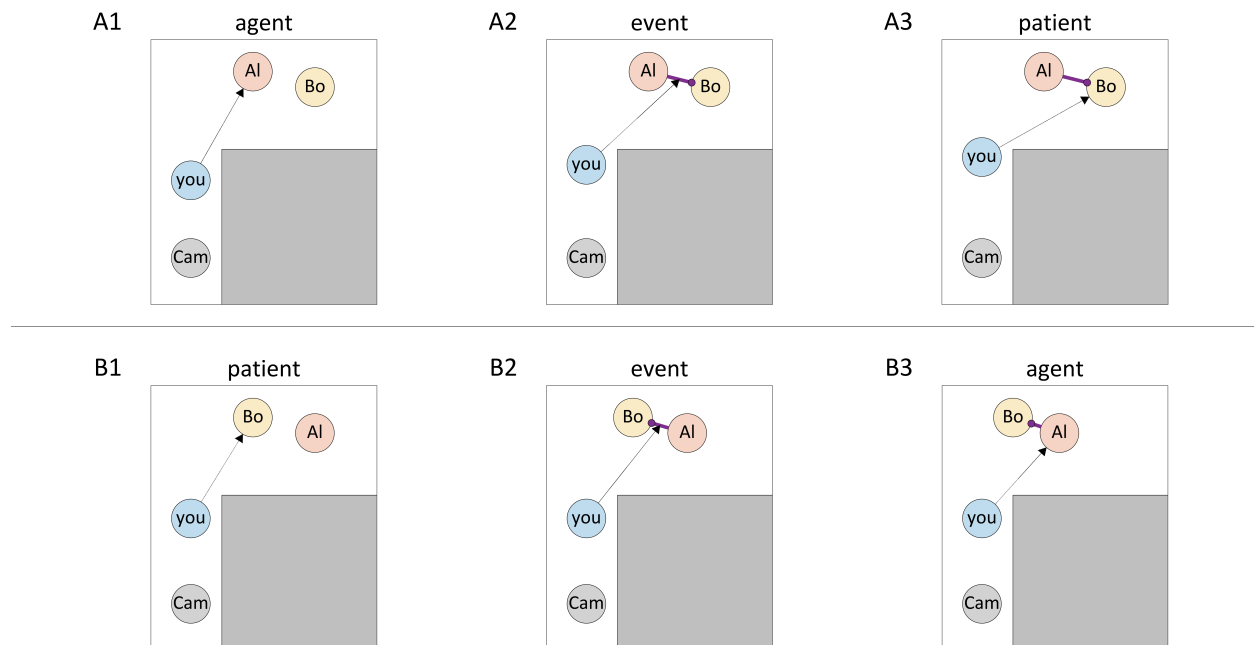 A1 agent
Al
Bo
you
Cam
A2 event
Al
Bo
you
Cam
A3 patient
Al
Bo
you
Cam
B1 patient
Bo
Al
you
Cam
B2 event
Bo
Al
you
Cam
B3 agent
Bo
Al
you
Cam